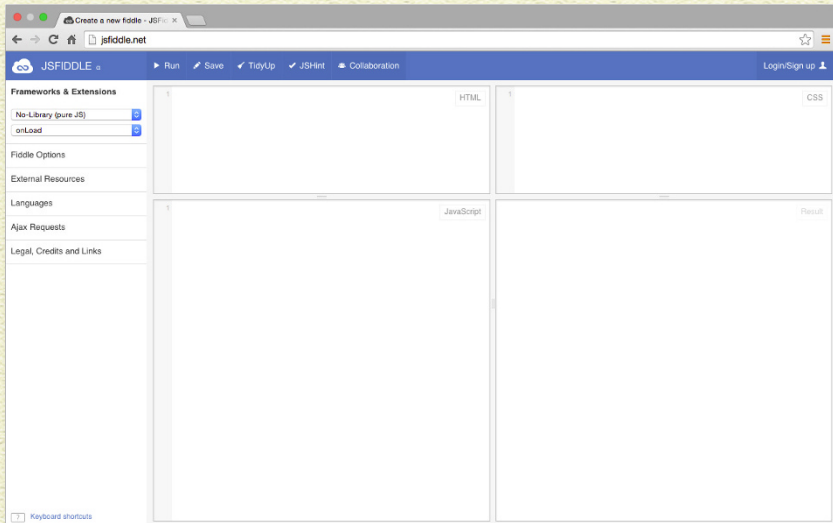 Create a new fiddle - JSFid
jsfiddle.net
JSFIDDLE α
Run Save TidyUp JSHint Collaboration Login/Sign up
Frameworks & Extensions
No-Library (pure JS)
onLoad
Fiddle Options
External Resources
Languages
Ajax Requests
Legal, Credits and Links
? Keyboard shortcuts
1 HTML
1 CSS
1 JavaScript
Result